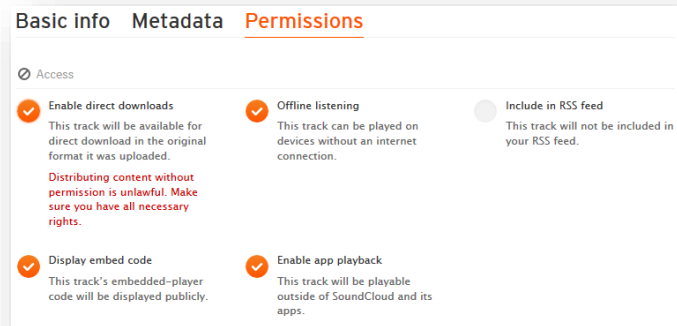 Basic info Metadata Permissions
Access
Enable direct downloads
This track will be available for
direct download in the original
format it was uploaded.
Distributing content without
permission is unlawful. Make
sure you have all necessary
rights.
Offline listening
This track can be played on
devices without an internet
connection.
Include in RSS feed
This track will not be included in
your RSS feed.
Display embed code
This track's embedded-player
code will be displayed publicly.
Enable app playback
This track will be playable
outside of SoundCloud and its
apps.